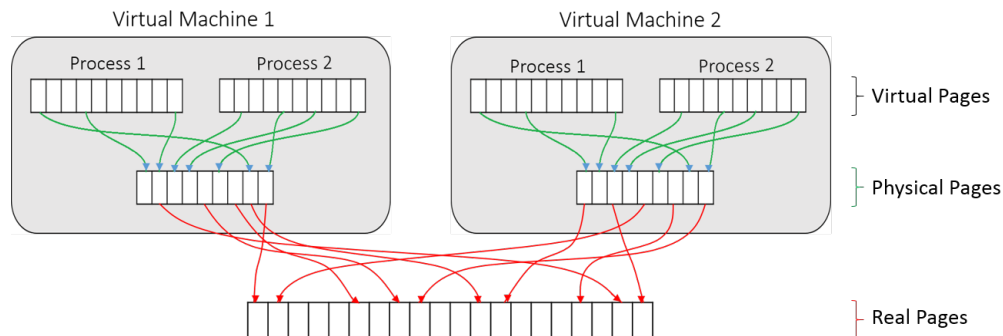 Virtual Machine 1
Virtual Machine 2
Process 1
Process 2
Process 1
Process 2
Virtual Pages
Physical Pages
Real Pages